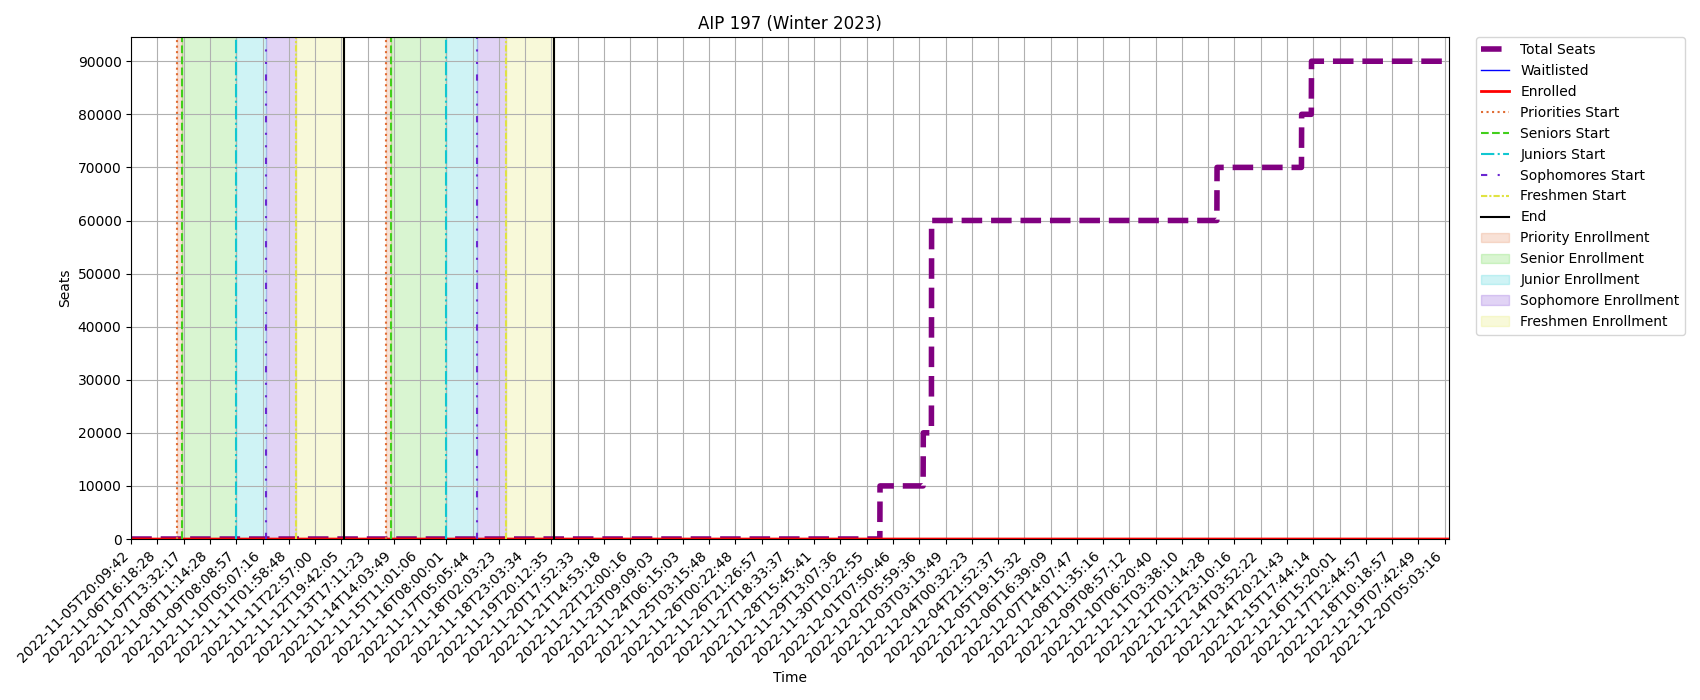 AIP 197 (Winter 2023)
90000
80000
70000
60000
50000
40000
30000
20000
10000
0
Seats
2022-11-05T20:09:42
2022-11-06T16:18:28
2022-11-07T13:32:17
2022-11-08T11:14:28
2022-11-09T08:08:57
2022-11-10T05:07:16
2022-11-11T01:58:48
2022-11-11T22:57:00
2022-11-12T19:42:05
2022-11-13T17:11:23
2022-11-14T14:03:49
2022-11-15T11:01:06
2022-11-16T08:00:01
2022-11-17T05:05:44
2022-11-18T02:03:23
2022-11-18T23:03:34
2022-11-19T20:12:35
2022-11-20T17:52:33
2022-11-21T14:53:18
2022-11-22T12:00:16
2022-11-23T09:09:03
2022-11-24T06:15:03
2022-11-25T03:15:48
2022-11-26T00:22:48
2022-11-26T21:26:57
2022-11-27T18:33:37
2022-11-28T15:45:41
2022-11-29T13:07:36
2022-11-30T10:22:55
2022-12-01T07:50:46
2022-12-02T05:59:36
2022-12-03T03:13:49
2022-12-04T00:32:23
2022-12-04T21:52:37
2022-12-05T19:15:32
2022-12-06T16:39:09
2022-12-07T14:07:47
2022-12-08T11:35:16
2022-12-09T08:57:12
2022-12-10T06:20:40
2022-12-11T03:38:10
2022-12-12T01:14:28
2022-12-12T23:10:16
2022-12-14T03:52:22
2022-12-14T20:21:43
2022-12-15T17:44:14
2022-12-16T15:20:01
2022-12-17T12:44:57
2022-12-18T10:18:57
2022-12-19T07:42:49
2022-12-20T05:03:16
Time
Total Seats
Waitlisted
Enrolled
Priorities Start
Seniors Start
Juniors Start
Sophomores Start
Freshmen Start
End
Priority Enrollment
Senior Enrollment
Junior Enrollment
Sophomore Enrollment
Freshmen Enrollment